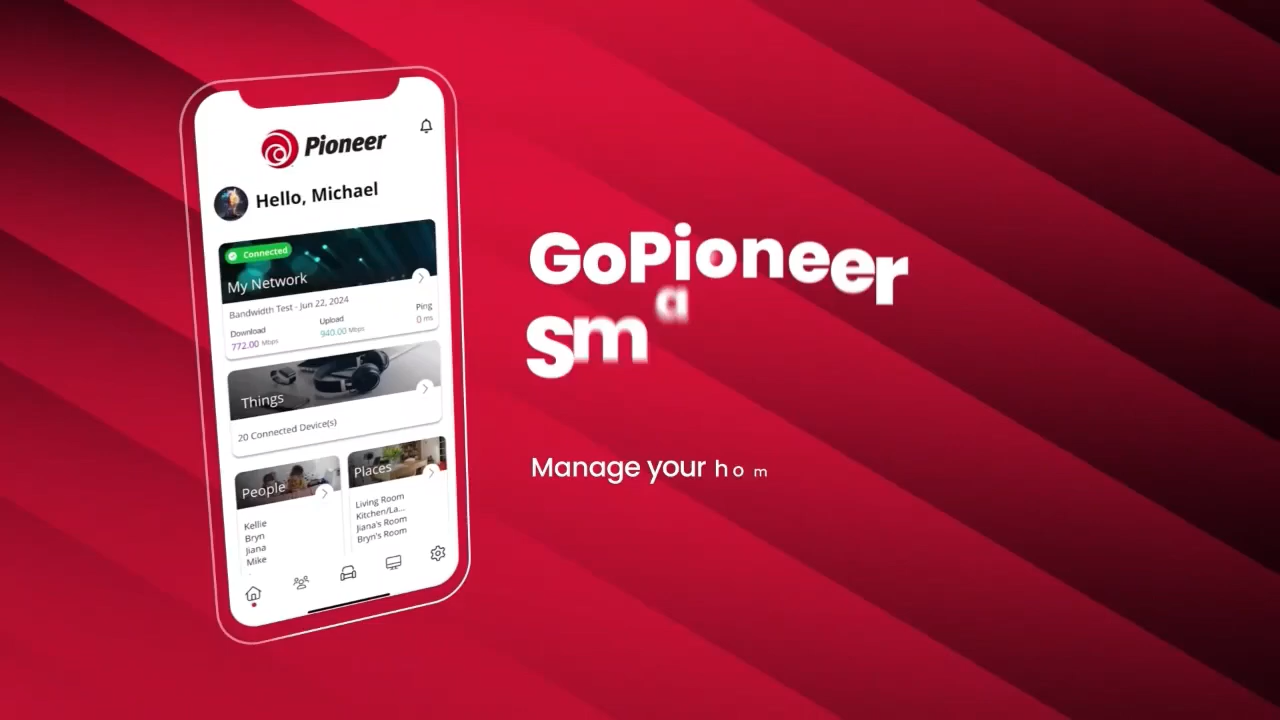 Pioneer
Hello, Michael
Connected
My Network
Bandwidth Test - Jun 22, 2024
Download Upload Ping
772.00 Mbps 940.00 Mbps 0 ms
Things
20 Connected Device(s)
People
Kellie
Bryn
Jiana
Mike
Places
Living Room
Kitchen/La...
Jiana's Room
Bryn's Room
GoPioneer
Sma
Manage your hom